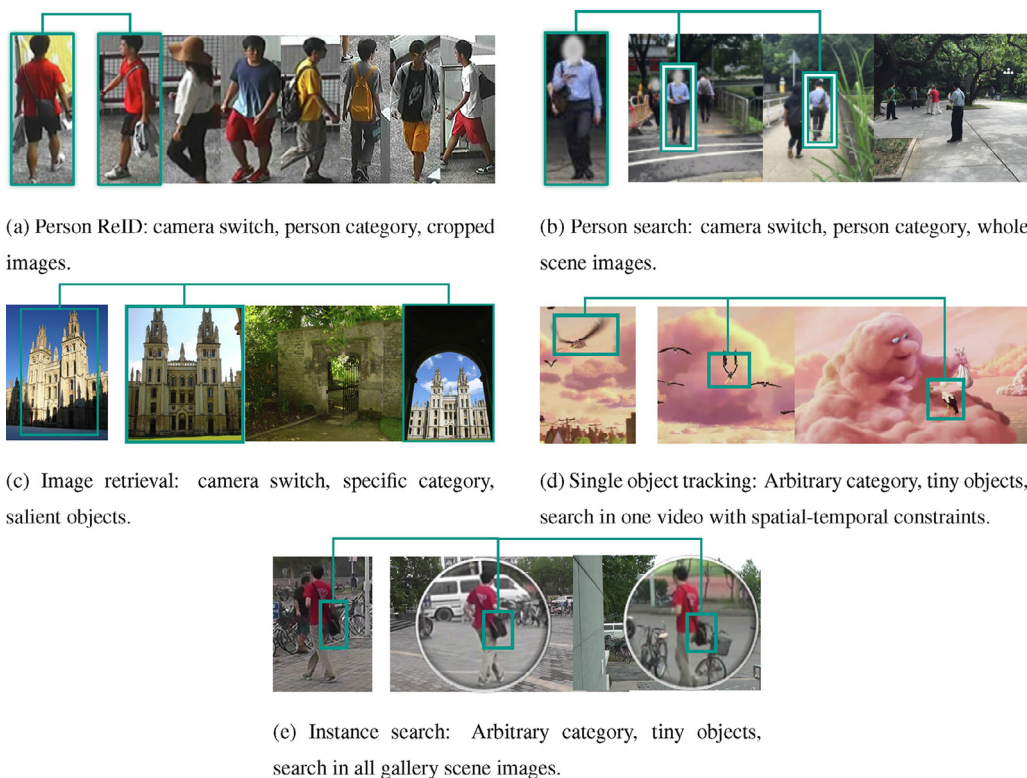 (a) Person ReID: camera switch, person category, cropped
images.
(b) Person search: camera switch, person category, whole
scene images.
(c) Image retrieval: camera switch, specific category,
salient objects.
(d) Single object tracking: Arbitrary category, tiny objects,
search in one video with spatial-temporal constraints.
(e) Instance search: Arbitrary category, tiny objects,
search in all gallery scene images.